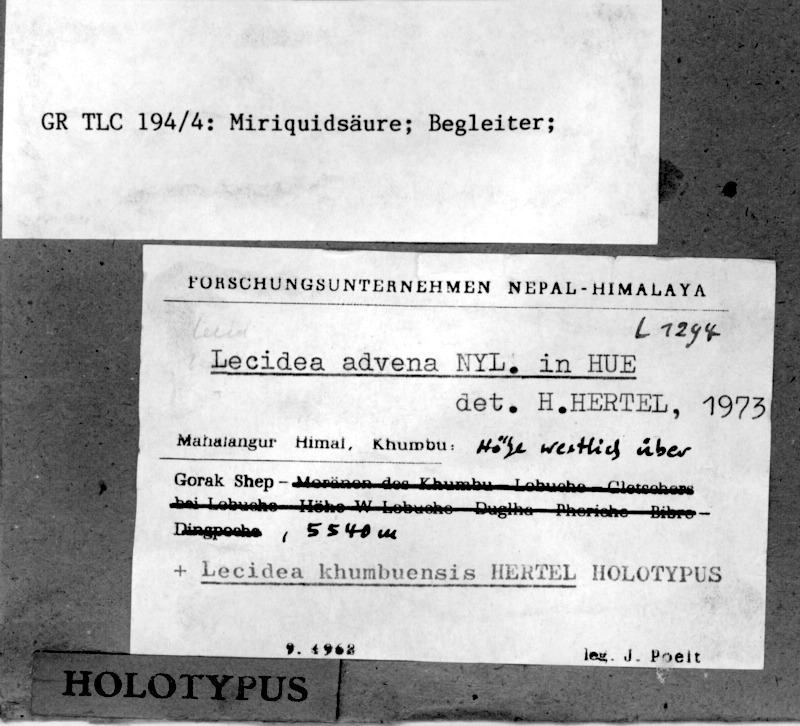 GR TLC 194/4: Miriquidsäure; Begleiter;
FORSCHUNGSUNTERNEHMEN NEPAL-HIMALAYA
L 1294
Lecidea advena NYL. in HUE
det. H.HERTEL, 1973
Mahalangur Himal, Khumbu: Höhe westlich über
Gorak Shep – Moränen des Khumbu – Lobuche – Gletschers
bei Lobuche – Höhe W Lobuche – Duglha – Pheriche – Bibre –
Dingpoche , 5540 m
+ Lecidea khumbuensis HERTEL HOLOTYPUS
9. 1962
leg. J. Poelt
HOLOTYPUS